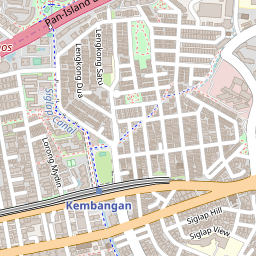 Pan-Island
Lengkong Satu
Lengkong Dua
Siglap Canal
Lorong Mydin
Kembangan
Siglap Hill
Siglap View